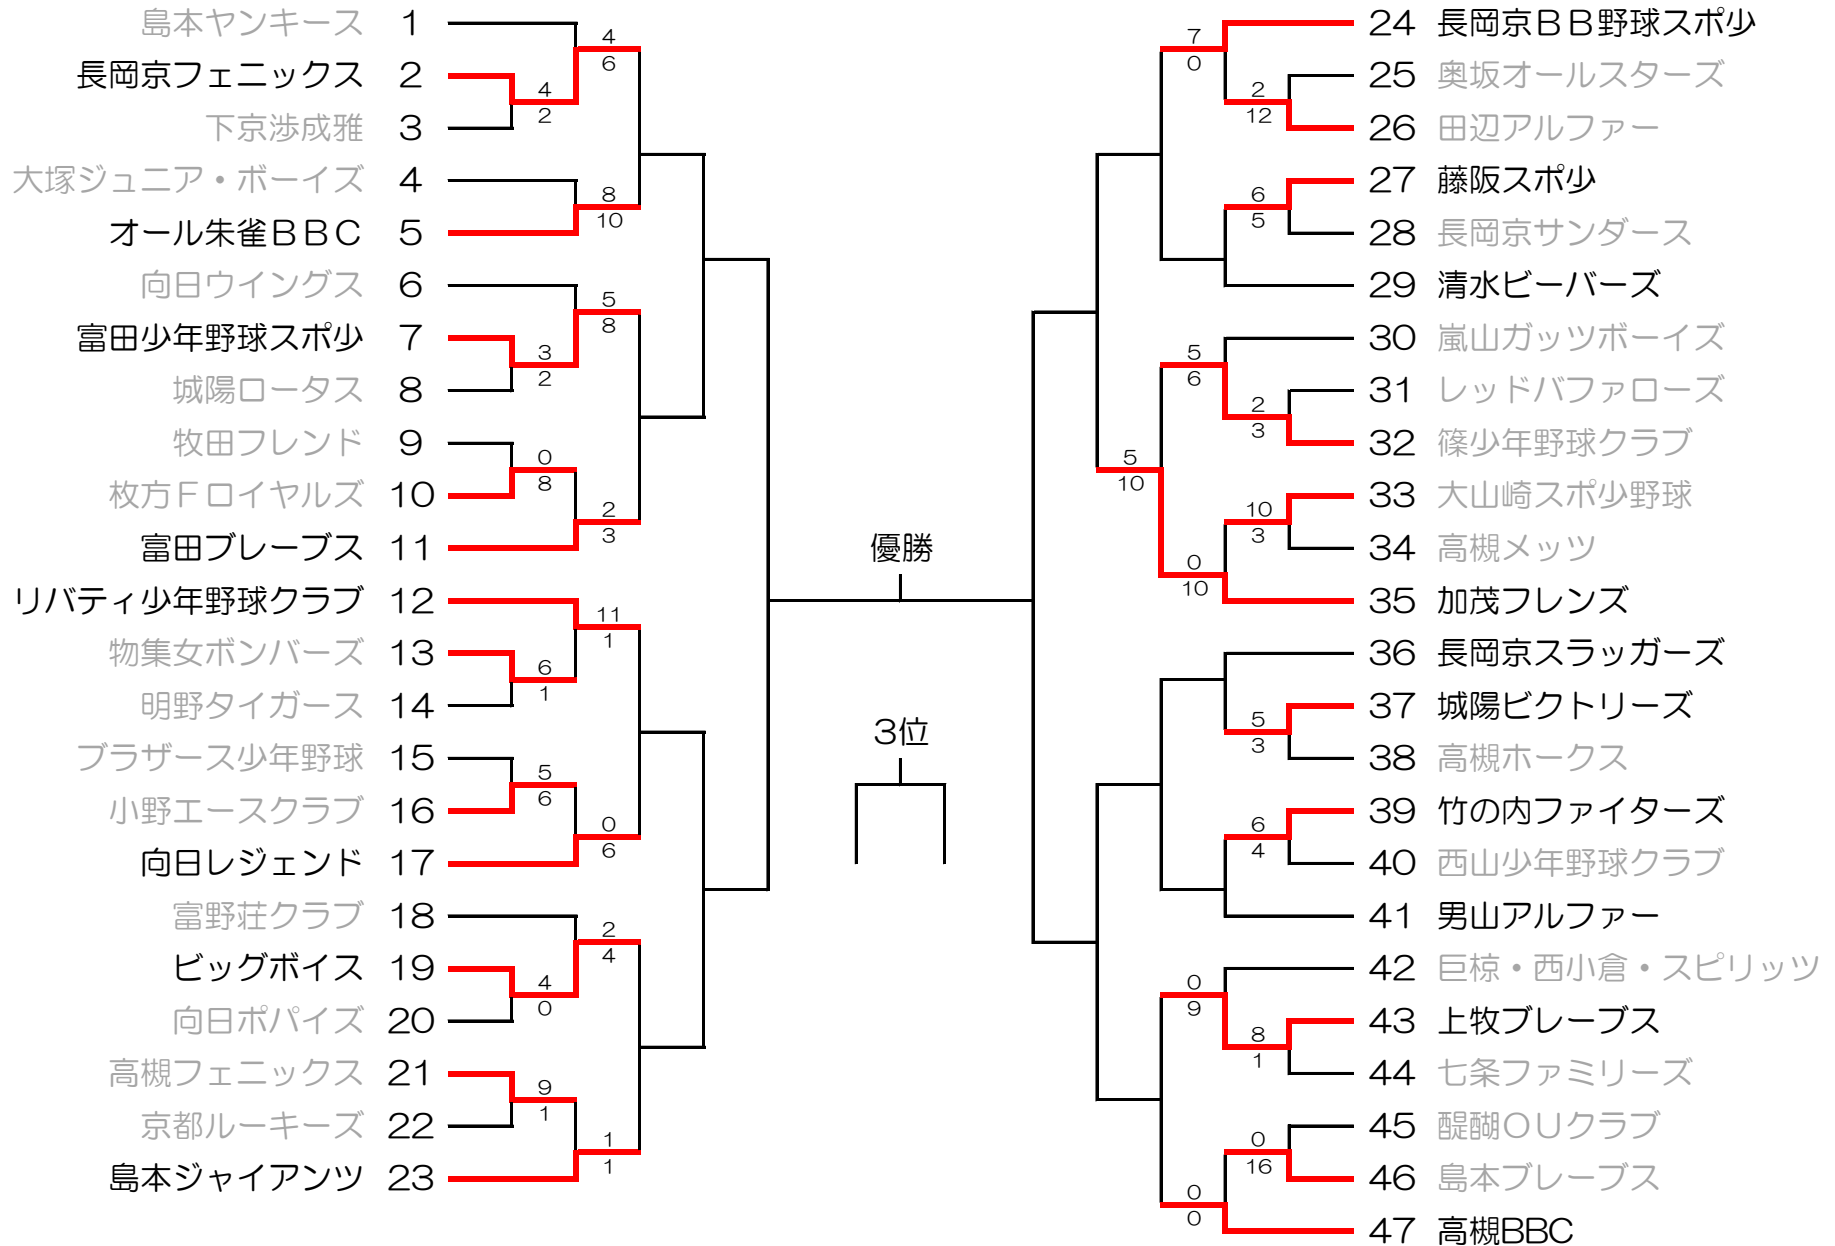 島本ヤンキース 1
長岡京フェニックス 2
下京渉成雅 3
大塚ジュニア・ボーイズ 4
オール朱雀ＢＢＣ 5
向日ウイングス 6
富田少年野球スポ少 7
城陽ロータス 8
牧田フレンド 9
枚方Ｆロイヤルズ 10
富田ブレーブス 11
リバティ少年野球クラブ 12
物集女ボンバーズ 13
明野タイガース 14
ブラザース少年野球 15
小野エースクラブ 16
向日レジェンド 17
富野荘クラブ 18
ビッグボイス 19
向日ポパイズ 20
高槻フェニックス 21
京都ルーキーズ 22
島本ジャイアンツ 23
4
6
4
2
8
10
5
8
3
2
0
8
2
3
11
1
6
1
5
6
0
6
2
4
4
0
9
1
1
1
優勝
3位
7
0
2
12
6
5
5
6
2
3
5
10
10
3
0
10
5
3
6
4
0
9
8
1
0
16
0
0
24 長岡京ＢＢ野球スポ少
25 奥坂オールスターズ
26 田辺アルファー
27 藤阪スポ少
28 長岡京サンダース
29 清水ビーバーズ
30 嵐山ガッツボーイズ
31 レッドバファローズ
32 篠少年野球クラブ
33 大山崎スポ少野球
34 高槻メッツ
35 加茂フレンズ
36 長岡京スラッガーズ
37 城陽ビクトリーズ
38 高槻ホークス
39 竹の内ファイターズ
40 西山少年野球クラブ
41 男山アルファー
42 巨椋・西小倉・スピリッツ
43 上牧ブレーブス
44 七条ファミリーズ
45 醍醐ＯＵクラブ
46 島本ブレーブス
47 高槻BBC